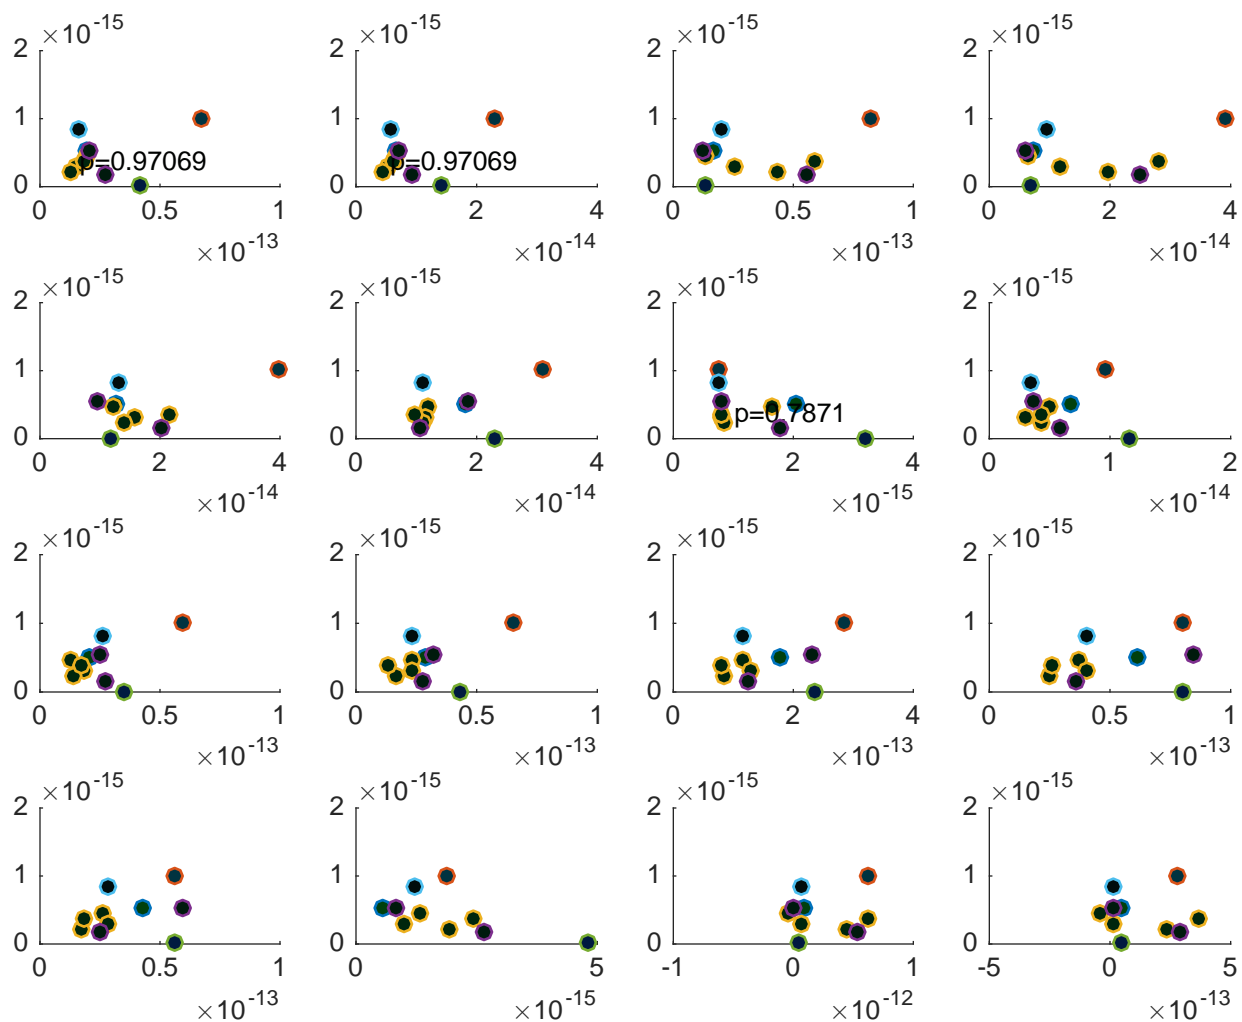 ×10-15 ×10-15 ×10-15 ×10-15
2 2 2 2
1 1 1 1
p=0.97069 p=0.97069
0 0 0 0
0 0.5 1 0 2 4 0 0.5 1 0 2 4
×10-13 ×10-14 ×10-13 ×10-14
×10-15 ×10-15 ×10-15 ×10-15
2 2 2 2
1 1 1 1
p=0.7871
0 0 0 0
0 2 4 0 2 4 0 2 4 0 1 2
×10-14 ×10-14 ×10-15 ×10-14
×10-15 ×10-15 ×10-15 ×10-15
2 2 2 2
1 1 1 1
0 0 0 0
0 0.5 1 0 0.5 1 0 2 4 0 0.5 1
×10-13 ×10-13 ×10-13 ×10-13
×10-15 ×10-15 ×10-15 ×10-15
2 2 2 2
1 1 1 1
0 0 0 0
0 0.5 1 0 5 -1 0 1 -5 0 5
×10-13 ×10-15 ×10-12 ×10-13